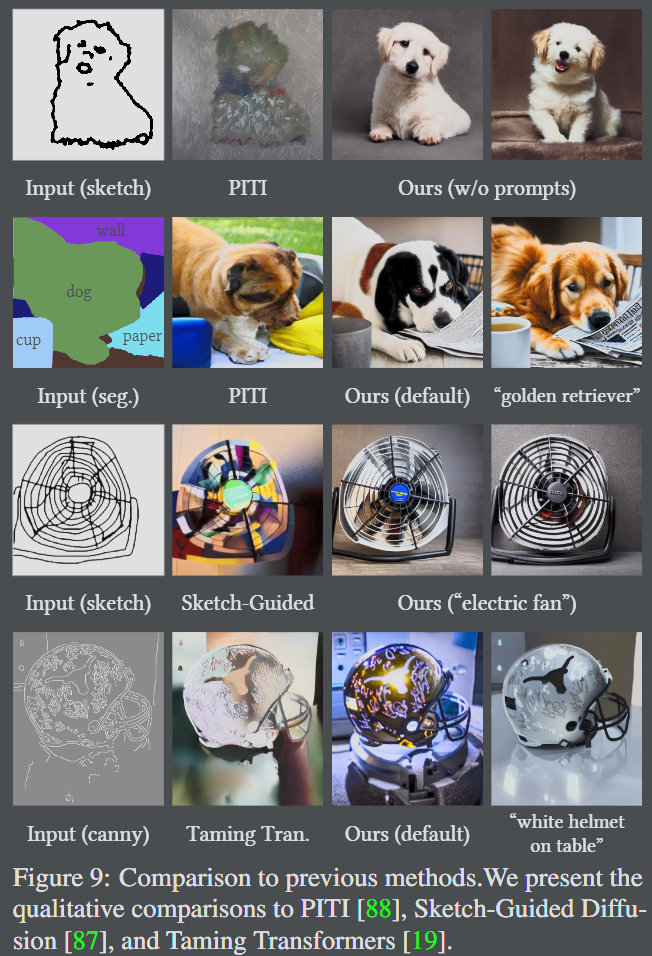 Input (sketch)
PITI
Ours (w/o prompts)
wall
dog
cup
paper
Input (seg.)
PITI
Ours (default)
“golden retriever”
Input (sketch)
Sketch-Guided
Ours (“electric fan”)
Input (canny)
Taming Tran.
Ours (default)
“white helmet
on table”
Figure 9: Comparison to previous methods.We present the
qualitative comparisons to PITI [88], Sketch-Guided Diffu-
sion [87], and Taming Transformers [19].